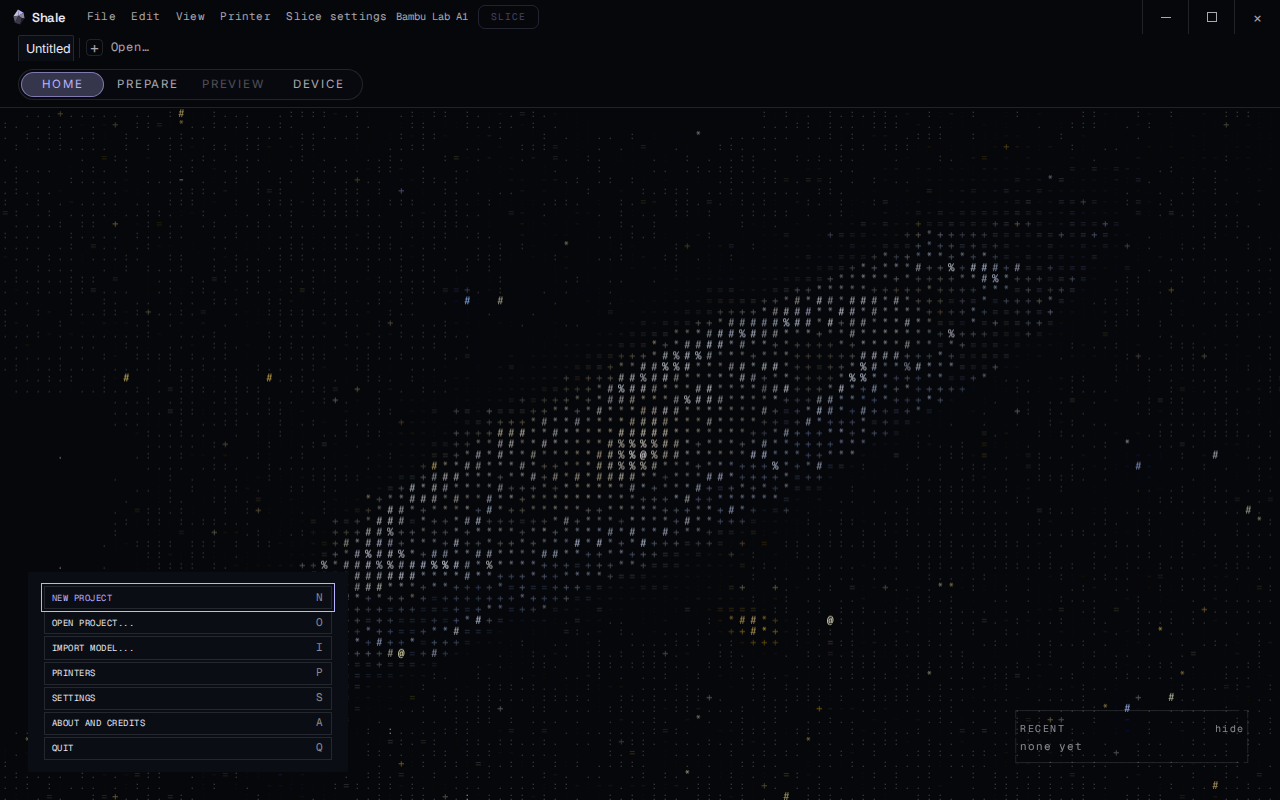 Shale File Edit View Printer Slice settings Bambu Lab A1 SLICE
Untitled + Open…
HOME PREPARE PREVIEW DEVICE
NEW PROJECT N
OPEN PROJECT... O
IMPORT MODEL... I
PRINTERS P
SETTINGS S
ABOUT AND CREDITS A
QUIT Q
RECENT hide
none yet